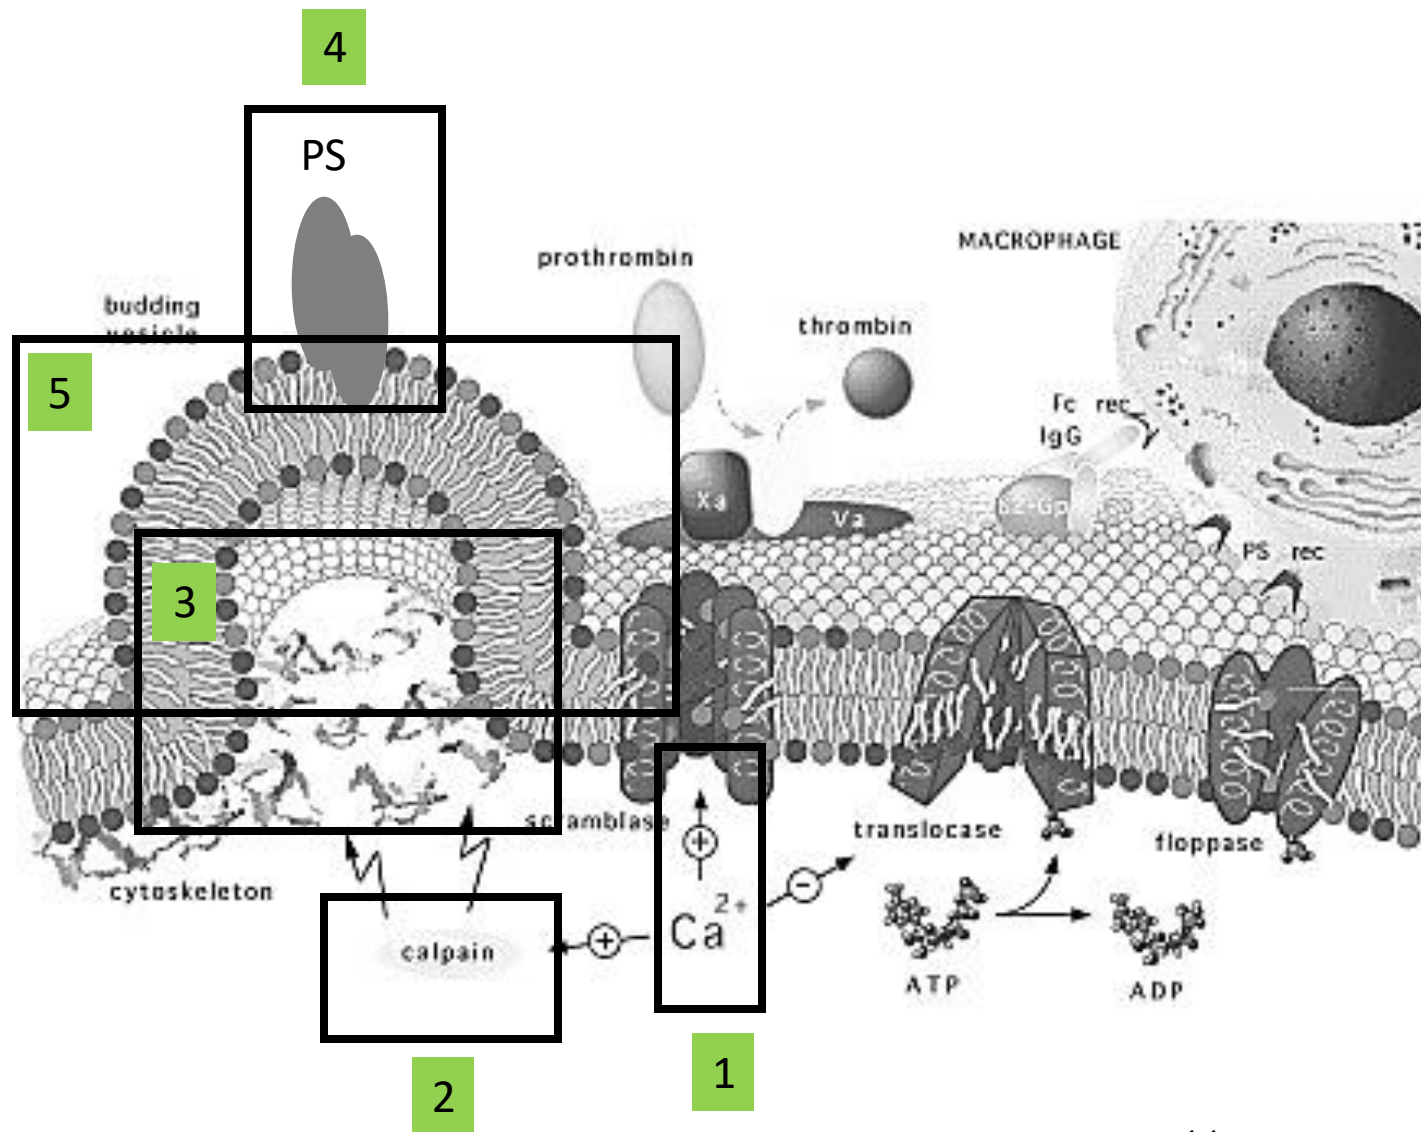 4
PS
MACROPHAGE
prothrombin
budding
vesicle
thrombin
5
Fc rec
IgG
Xa
Va
PS rec
3
scramblase
translocase
floppase
cytoskeleton
Ca2+
calpain
ATP
ADP
1
2